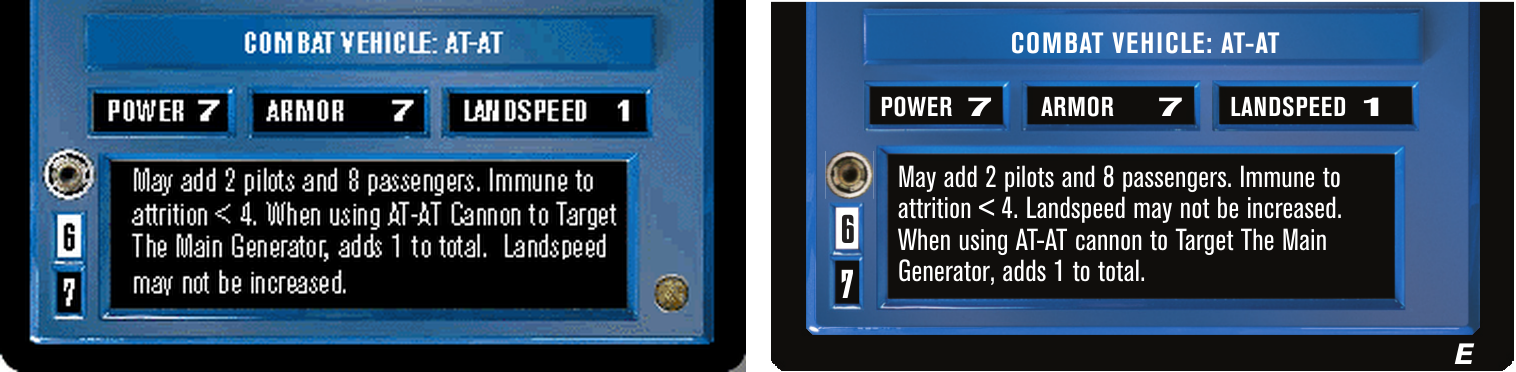 COMBAT VEHICLE: AT-AT
POWER 7 ARMOR 7 LANDSPEED 1
May add 2 pilots and 8 passengers. Immune to
attrition < 4. When using AT-AT Cannon to Target
The Main Generator, adds 1 to total. Landspeed
may not be increased.
6
7
COMBAT VEHICLE: AT-AT
POWER 7 ARMOR 7 LANDSPEED 1
May add 2 pilots and 8 passengers. Immune to
attrition < 4. Landspeed may not be increased.
When using AT-AT cannon to Target The Main
Generator, adds 1 to total.
6
7
E